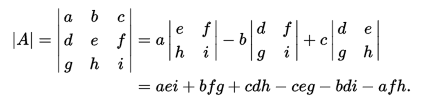 |A| = |a b c; d e f; g h i| = a |e f; h i| − b |d f; g i| + c |d e; g h|
= aei + bfg + cdh − ceg − bdi − afh.